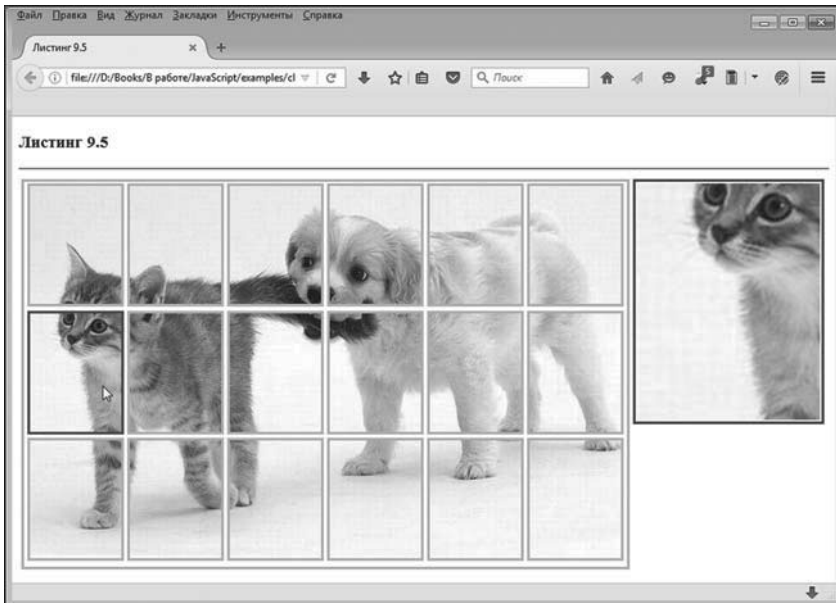 Файл Правка Вид Журнал Закладки Инструменты Справка
Листинг 9.5
file:///D:/Books/В работе/JavaScript/examples/cl
Поиск
5
Листинг 9.5